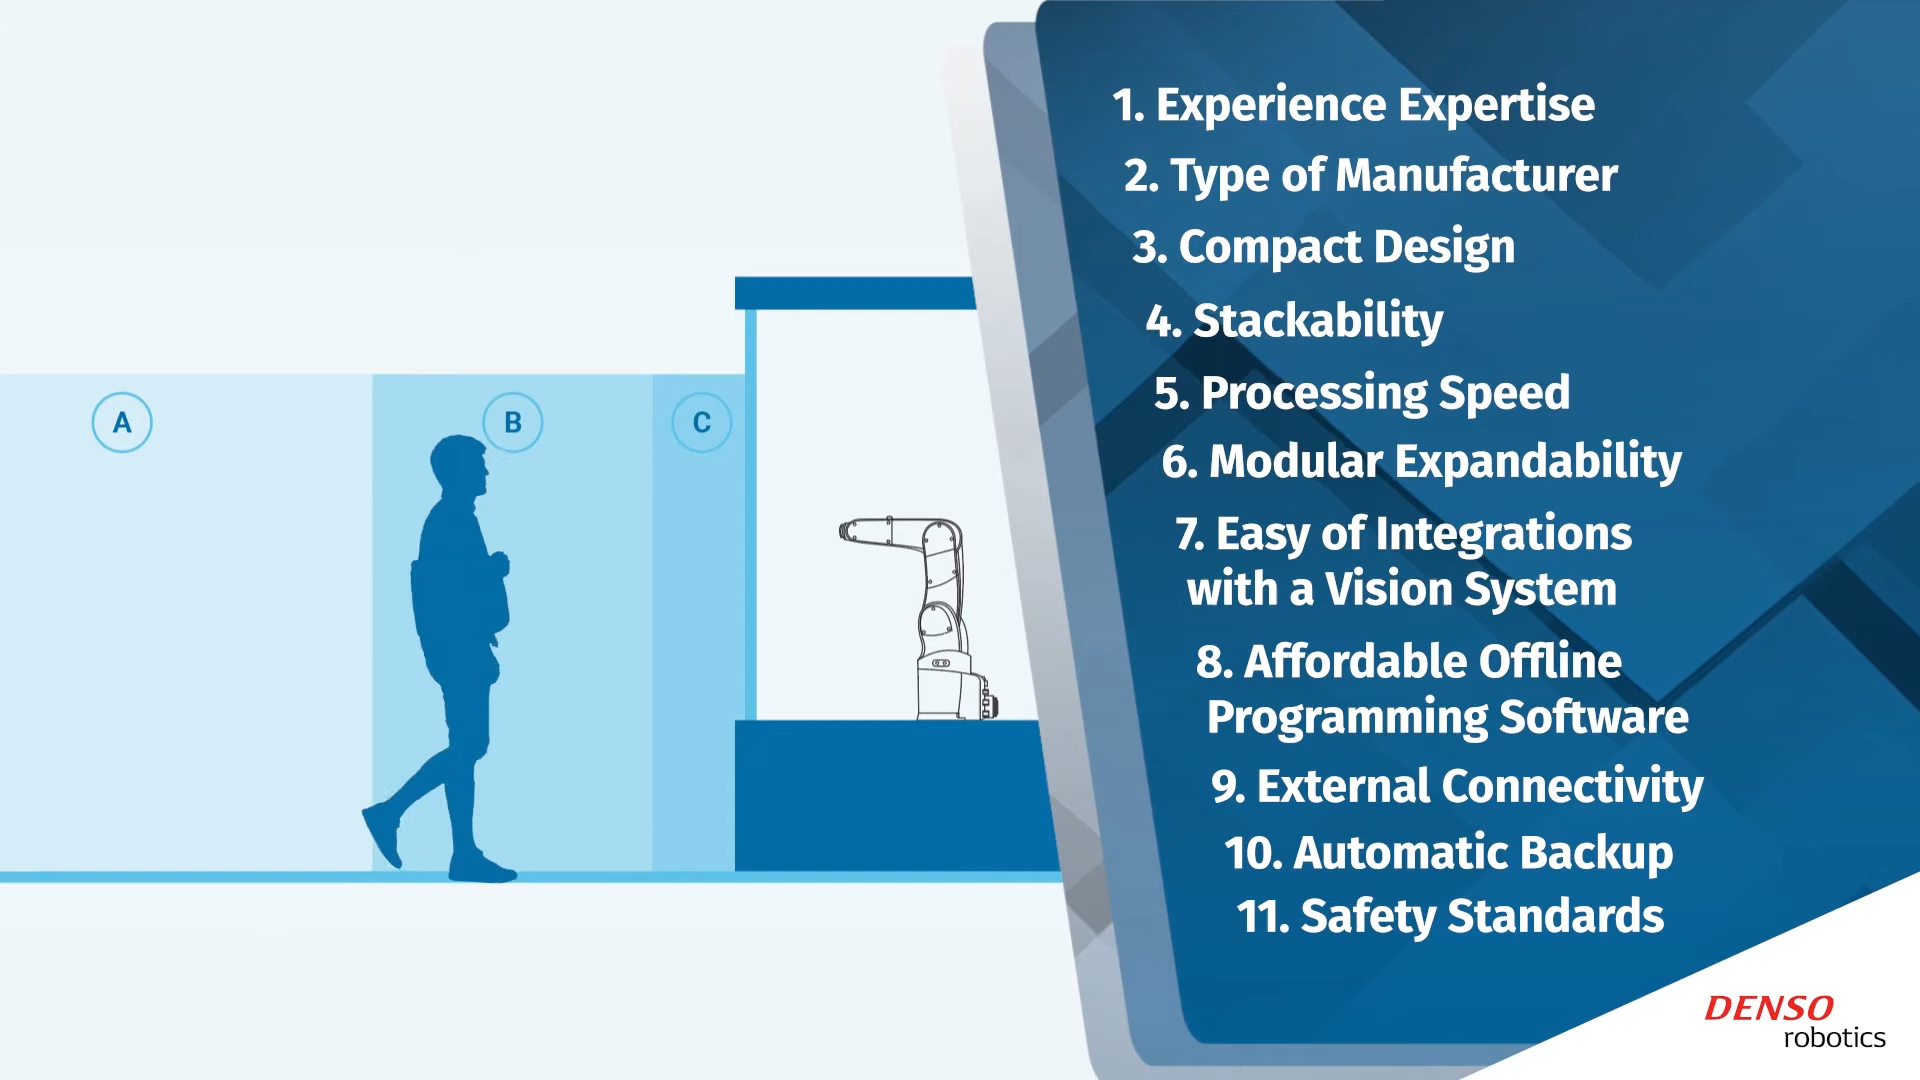 A
B
C
1. Experience Expertise
2. Type of Manufacturer
3. Compact Design
4. Stackability
5. Processing Speed
6. Modular Expandability
7. Easy of Integrations
with a Vision System
8. Affordable Offline
Programming Software
9. External Connectivity
10. Automatic Backup
11. Safety Standards
DENSO
robotics